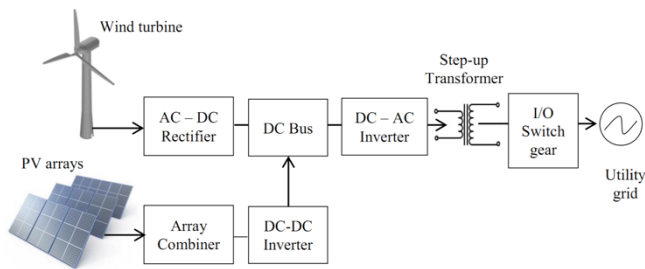 Wind turbine
Step-up
Transformer
AC – DC
Rectifier
DC Bus
DC – AC
Inverter
I/O
Switch
gear
PV arrays
Utility
grid
Array
Combiner
DC-DC
Inverter